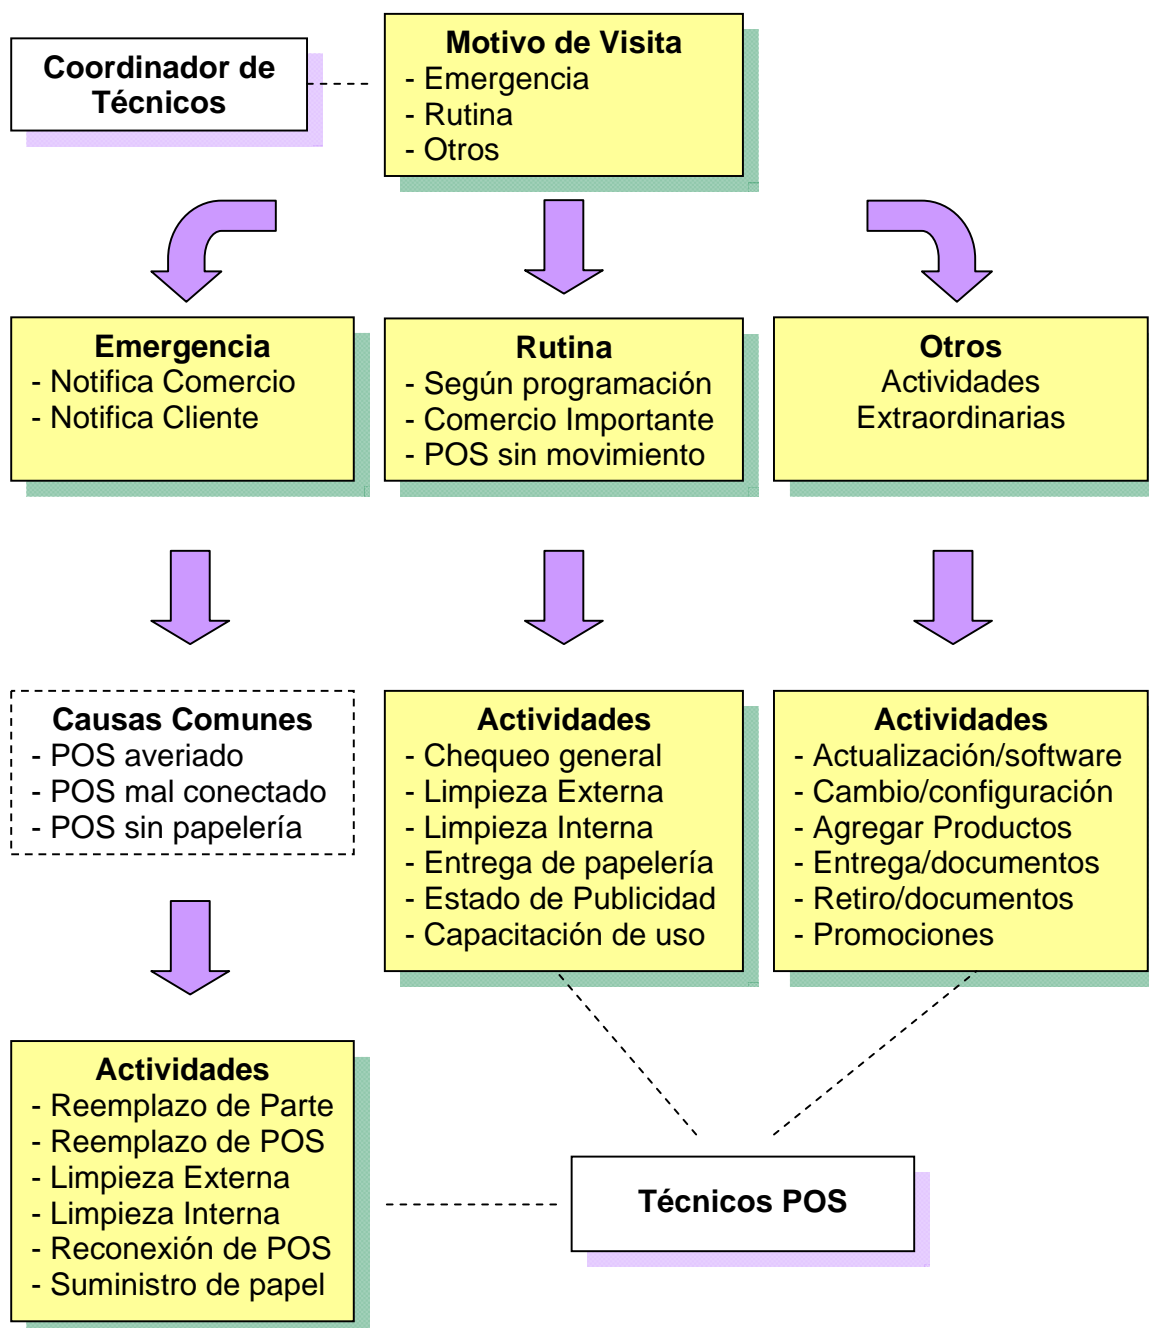 Coordinador de
Técnicos
Motivo de Visita
- Emergencia
- Rutina
- Otros
Emergencia
- Notifica Comercio
- Notifica Cliente
Rutina
- Según programación
- Comercio Importante
- POS sin movimiento
Otros
Actividades
Extraordinarias
Causas Comunes
- POS averiado
- POS mal conectado
- POS sin papelería
Actividades
- Chequeo general
- Limpieza Externa
- Limpieza Interna
- Entrega de papelería
- Estado de Publicidad
- Capacitación de uso
Actividades
- Actualización/software
- Cambio/configuración
- Agregar Productos
- Entrega/documentos
- Retiro/documentos
- Promociones
Actividades
- Reemplazo de Parte
- Reemplazo de POS
- Limpieza Externa
- Limpieza Interna
- Reconexión de POS
- Suministro de papel
Técnicos POS